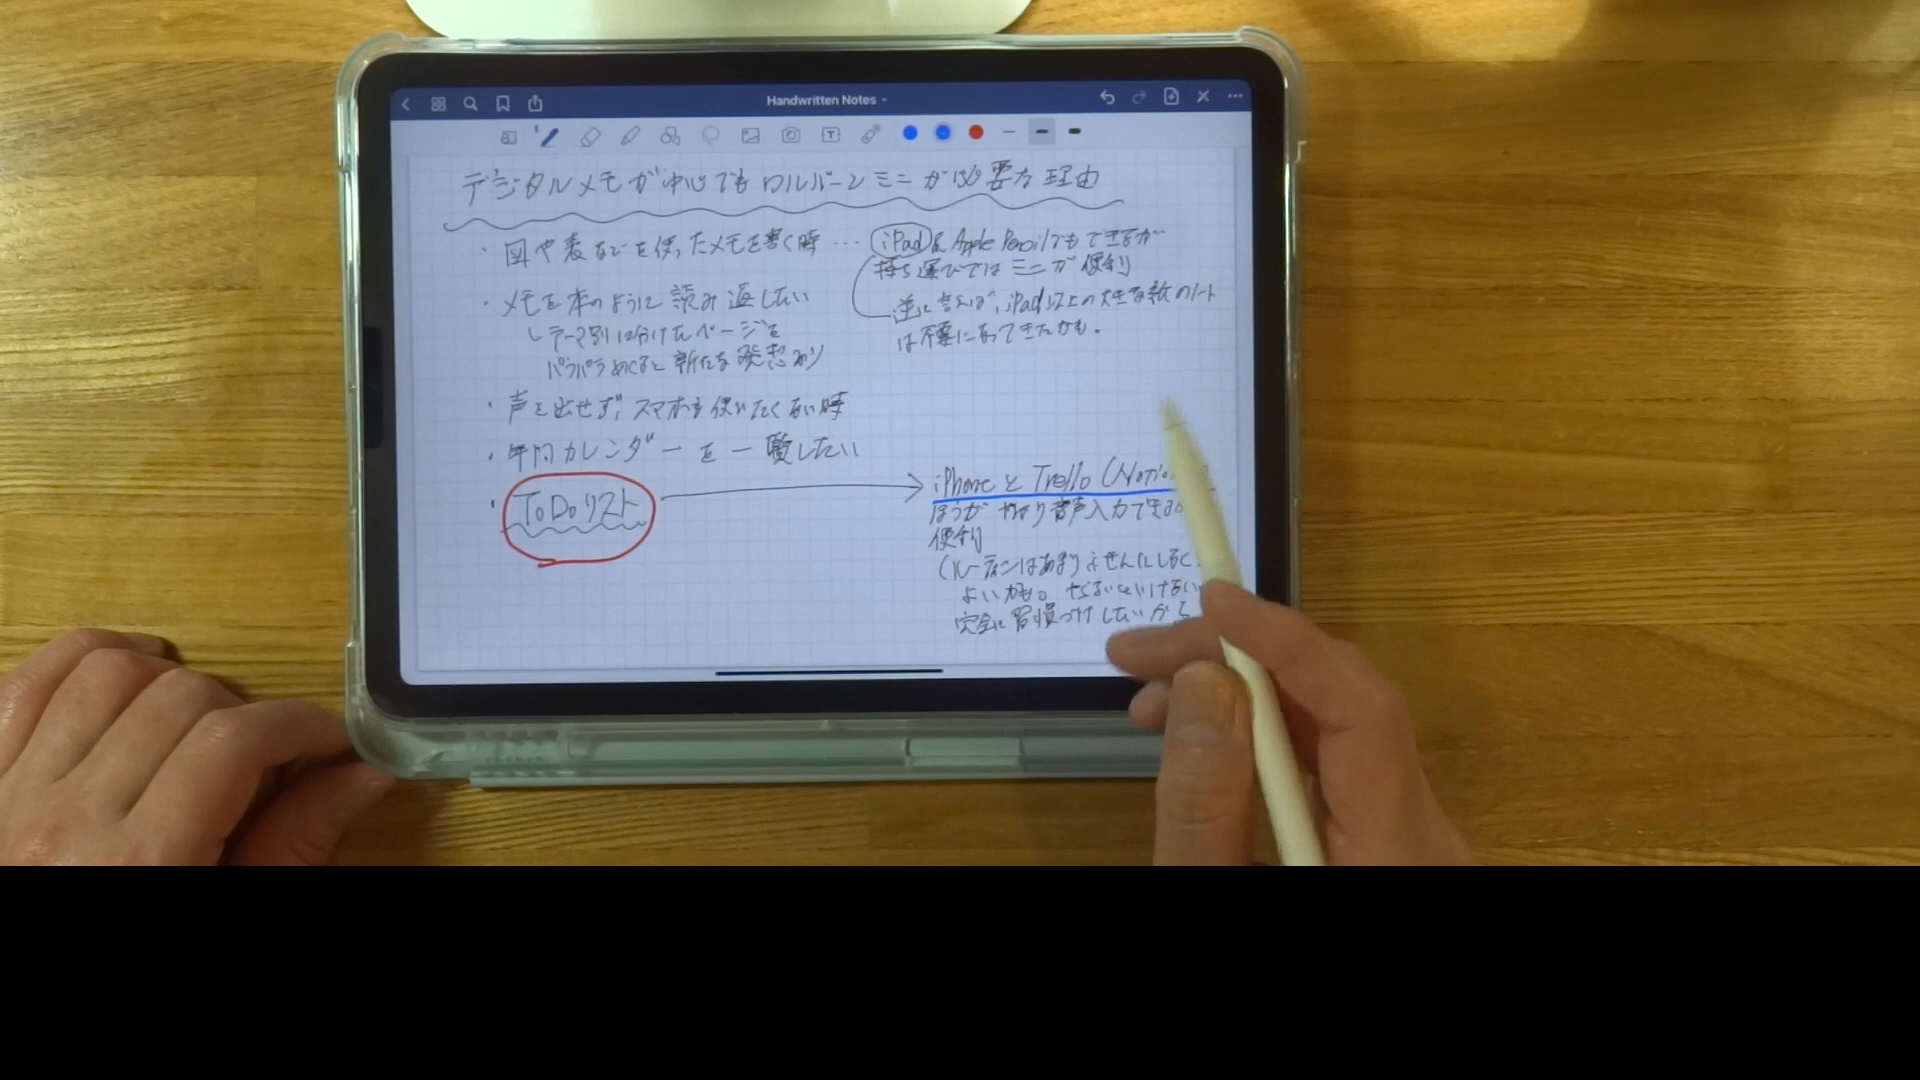 Handwritten Notes
デジタルメモが中心でもロルバーンミニが必要な理由
・図や表などを使ったメモを書く時…
iPad & Apple Pencilでもできるが
持ち運びではミニが便利
逆に言えば、iPad以上の大きな紙のノート
は不要になってきたかも。
・メモを本のように読み返したい
└テーマ別に分けたページを
パラパラめくると新たな発想あり
・声を出せず、スマホを使いたくない時
・年間カレンダーを一覧したい
・ToDoリスト
iPhoneとTrello (Notio
ほうがやはり音声入力できる
便利
(ルーティンはあまりふせんにしなく
よいかも。だらいといけない
完全に習慣づけしたいから